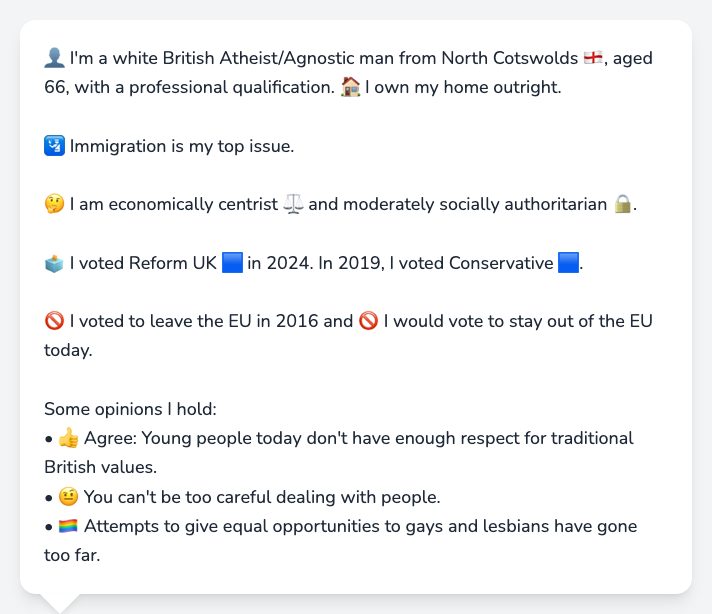 👤 I'm a white British Atheist/Agnostic man from North Cotswolds 🏴󠁧󠁢󠁥󠁮󠁧󠁿, aged
66, with a professional qualification. 🏠 I own my home outright.
🛂 Immigration is my top issue.
🤔 I am economically centrist ⚖️ and moderately socially authoritarian 🔒.
🗳️ I voted Reform UK 🟦 in 2024. In 2019, I voted Conservative 🟦.
🚫 I voted to leave the EU in 2016 and 🚫 I would vote to stay out of the EU
today.
Some opinions I hold:
• 👍 Agree: Young people today don't have enough respect for traditional
British values.
• 🤨 You can't be too careful dealing with people.
• 🏳️‍🌈 Attempts to give equal opportunities to gays and lesbians have gone
too far.